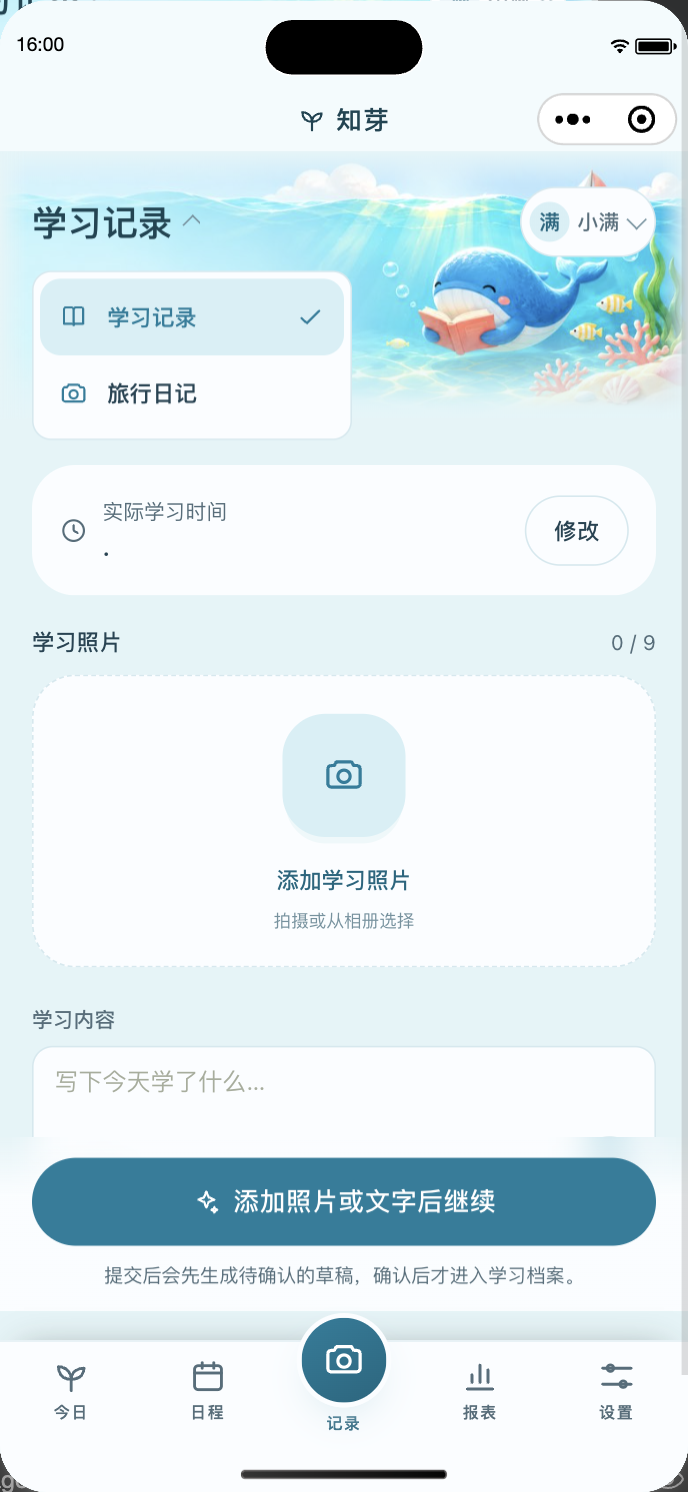 16:00
知芽
学习记录
满 小满
学习记录
旅行日记
实际学习时间
·
修改
学习照片
0 / 9
添加学习照片
拍摄或从相册选择
学习内容
写下今天学了什么...
添加照片或文字后继续
提交后会先生成待确认的草稿，确认后才进入学习档案。
今日
日程
记录
报表
设置